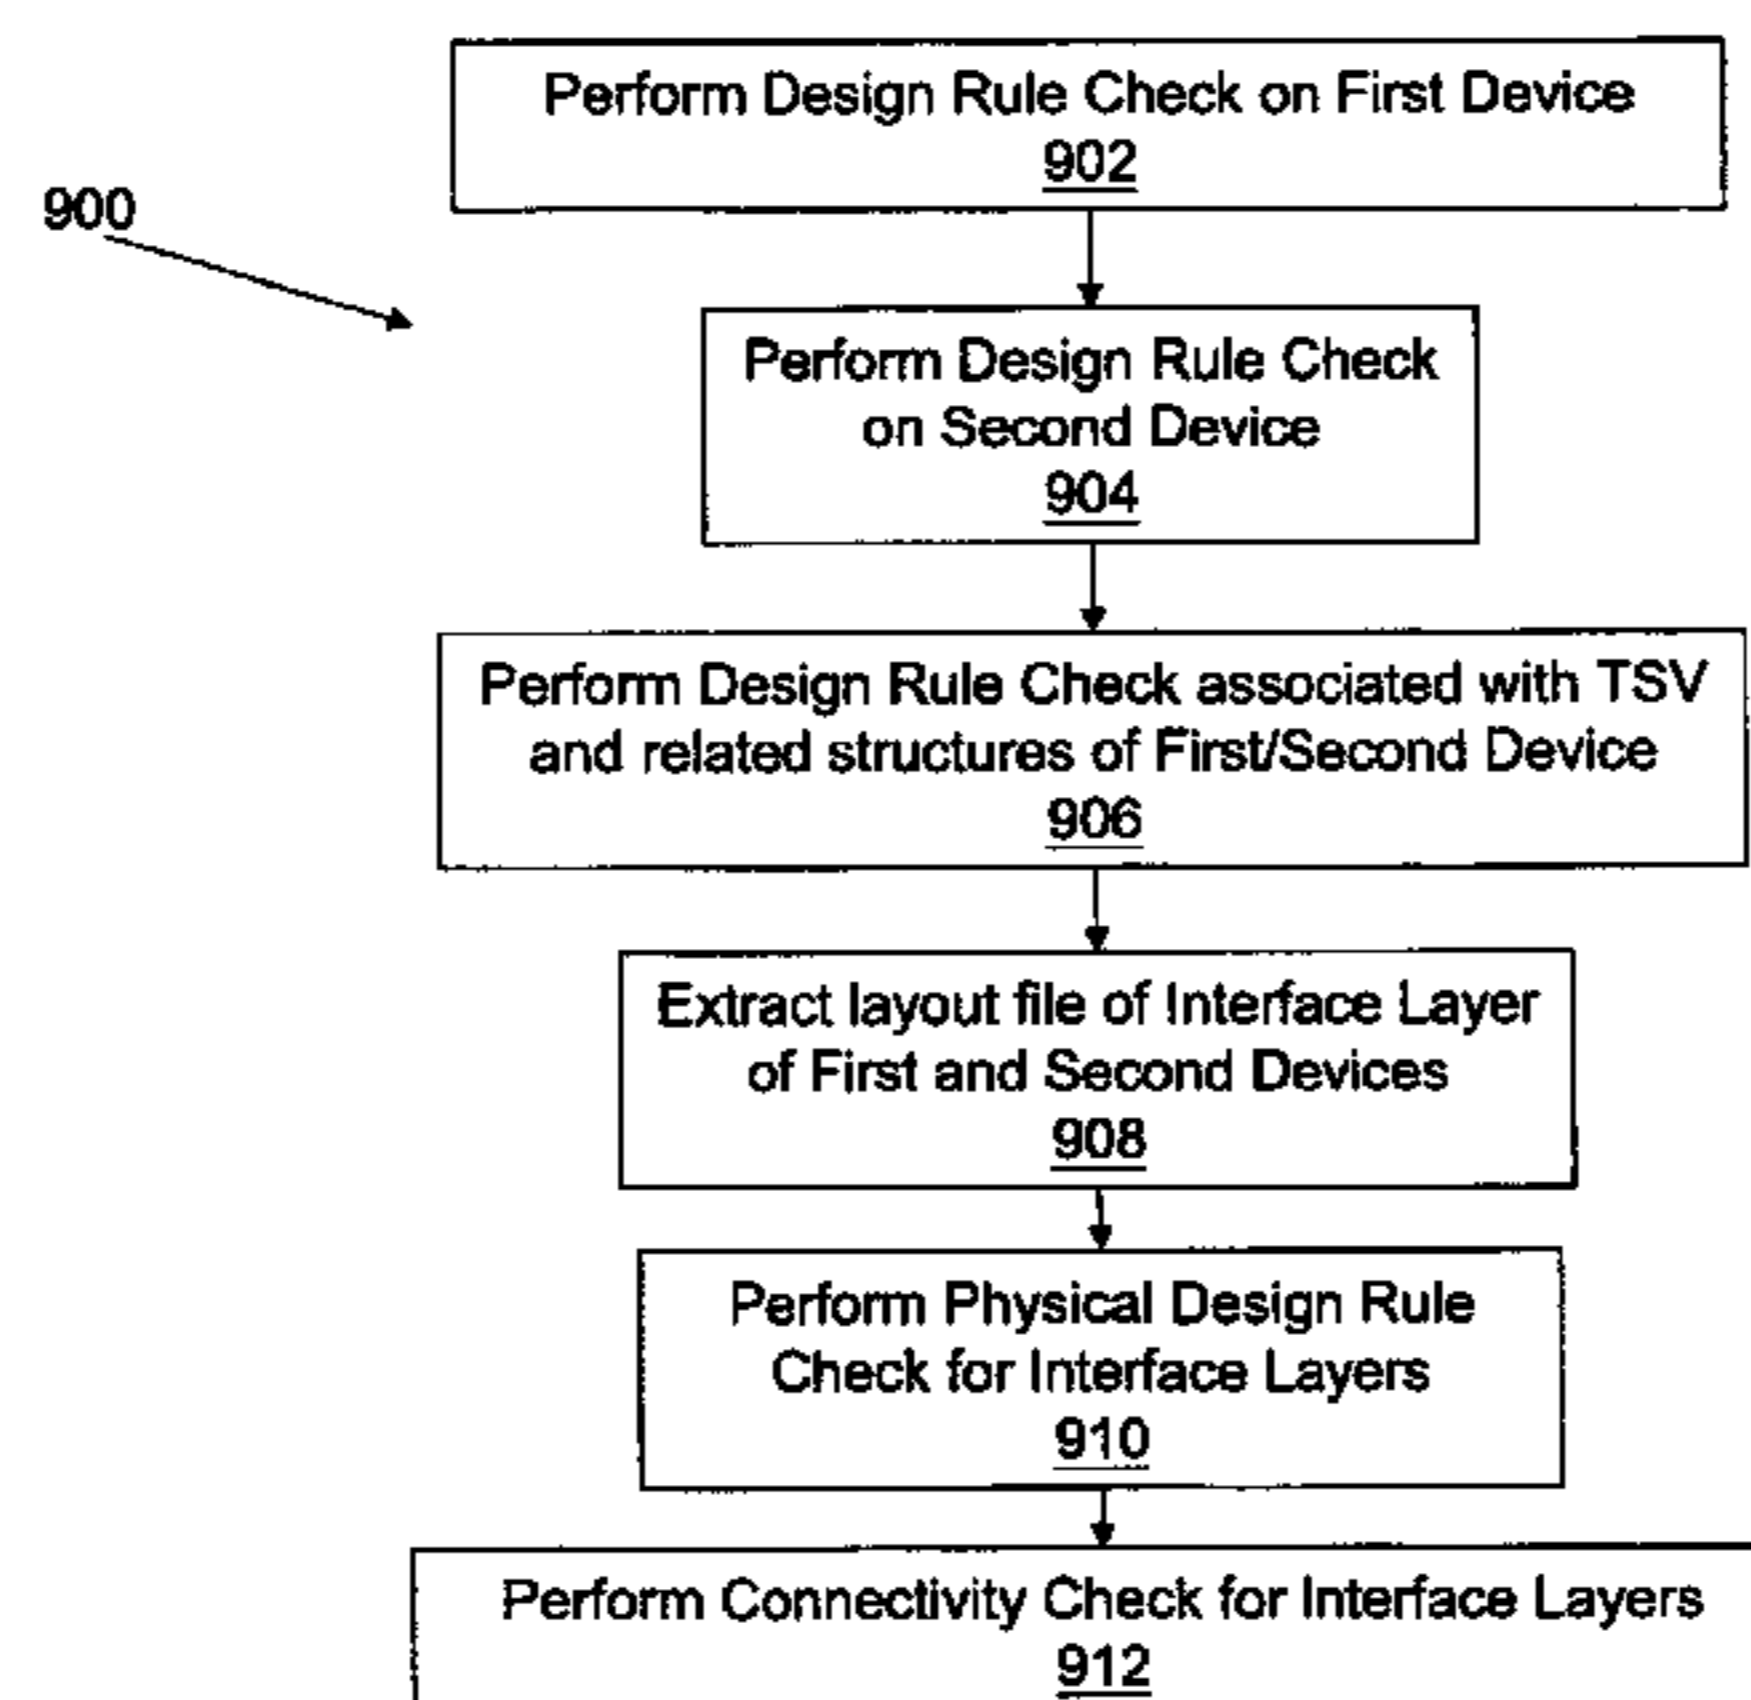 Perform Design Rule Check on First Device
902
900
Perform Design Rule Check
on Second Device
904
Perform Design Rule Check associated with TSV
and related structures of First/Second Device
906
Extract layout file of Interface Layer
of First and Second Devices
908
Perform Physical Design Rule
Check for Interface Layers
910
Perform Connectivity Check for Interface Layers
912